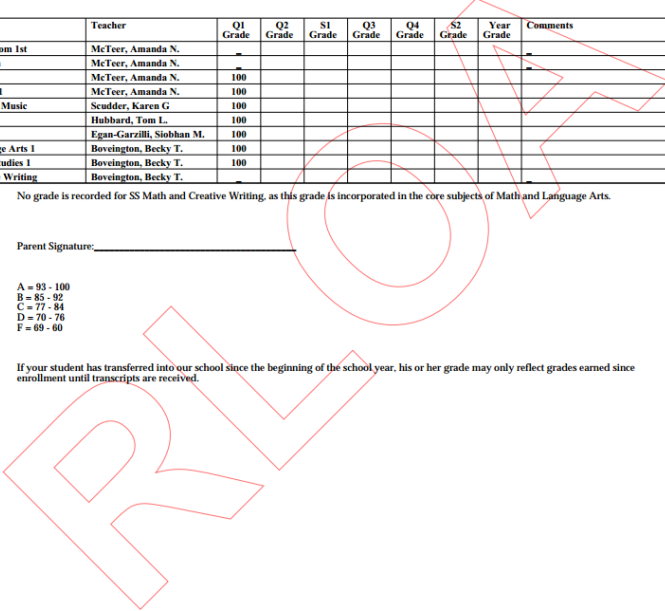 Teacher Q1 Grade Q2 Grade S1 Grade Q3 Grade Q4 Grade S2 Grade Year Grade Comments
om 1st McTeer, Amanda N. _ _
McTeer, Amanda N. _ _
McTeer, Amanda N. 100
McTeer, Amanda N. 100
Music Scudder, Karen G 100
Hubbard, Tom L. 100
Egan-Garzilli, Siobhan M. 100
e Arts 1 Boveington, Becky T. 100
udies 1 Boveington, Becky T. 100
Writing Boveington, Becky T. _ _
No grade is recorded for SS Math and Creative Writing, as this grade is incorporated in the core subjects of Math and Language Arts.
Parent Signature:
A = 93 - 100
B = 85 - 92
C = 77 - 84
D = 70 - 76
F = 69 - 60
If your student has transferred into our school since the beginning of the school year, his or her grade may only reflect grades earned since
enrollment until transcripts are received.